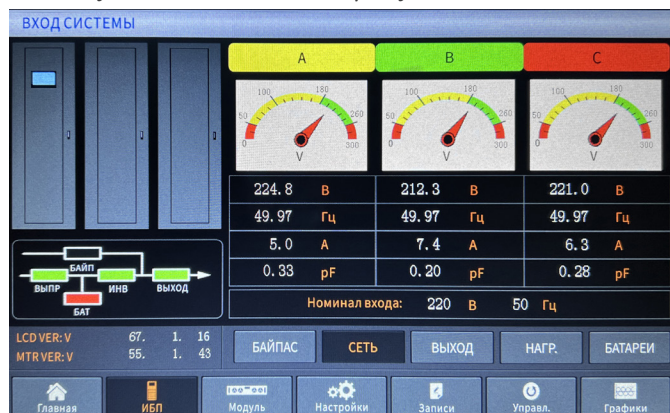 ВХОД СИСТЕМЫ
A B C
0 50 100 180 260 300 V
0 50 100 180 260 300 V
0 50 100 180 260 300 V
224.8 В 212.3 В 221.0 В
49.97 Гц 49.97 Гц 49.97 Гц
5.0 А 7.4 А 6.3 А
0.33 pF 0.20 pF 0.28 pF
Номинал входа: 220 В 50 Гц
БАЙП
ВЫПР ИНВ ВЫХОД
БАТ
LCD VER: V 67. 1. 16
MTR VER: V 55. 1. 43
БАЙПАС СЕТЬ ВЫХОД НАГР. БАТАРЕИ
Главная ИБП Модуль Настройки Записи Управл. Графики